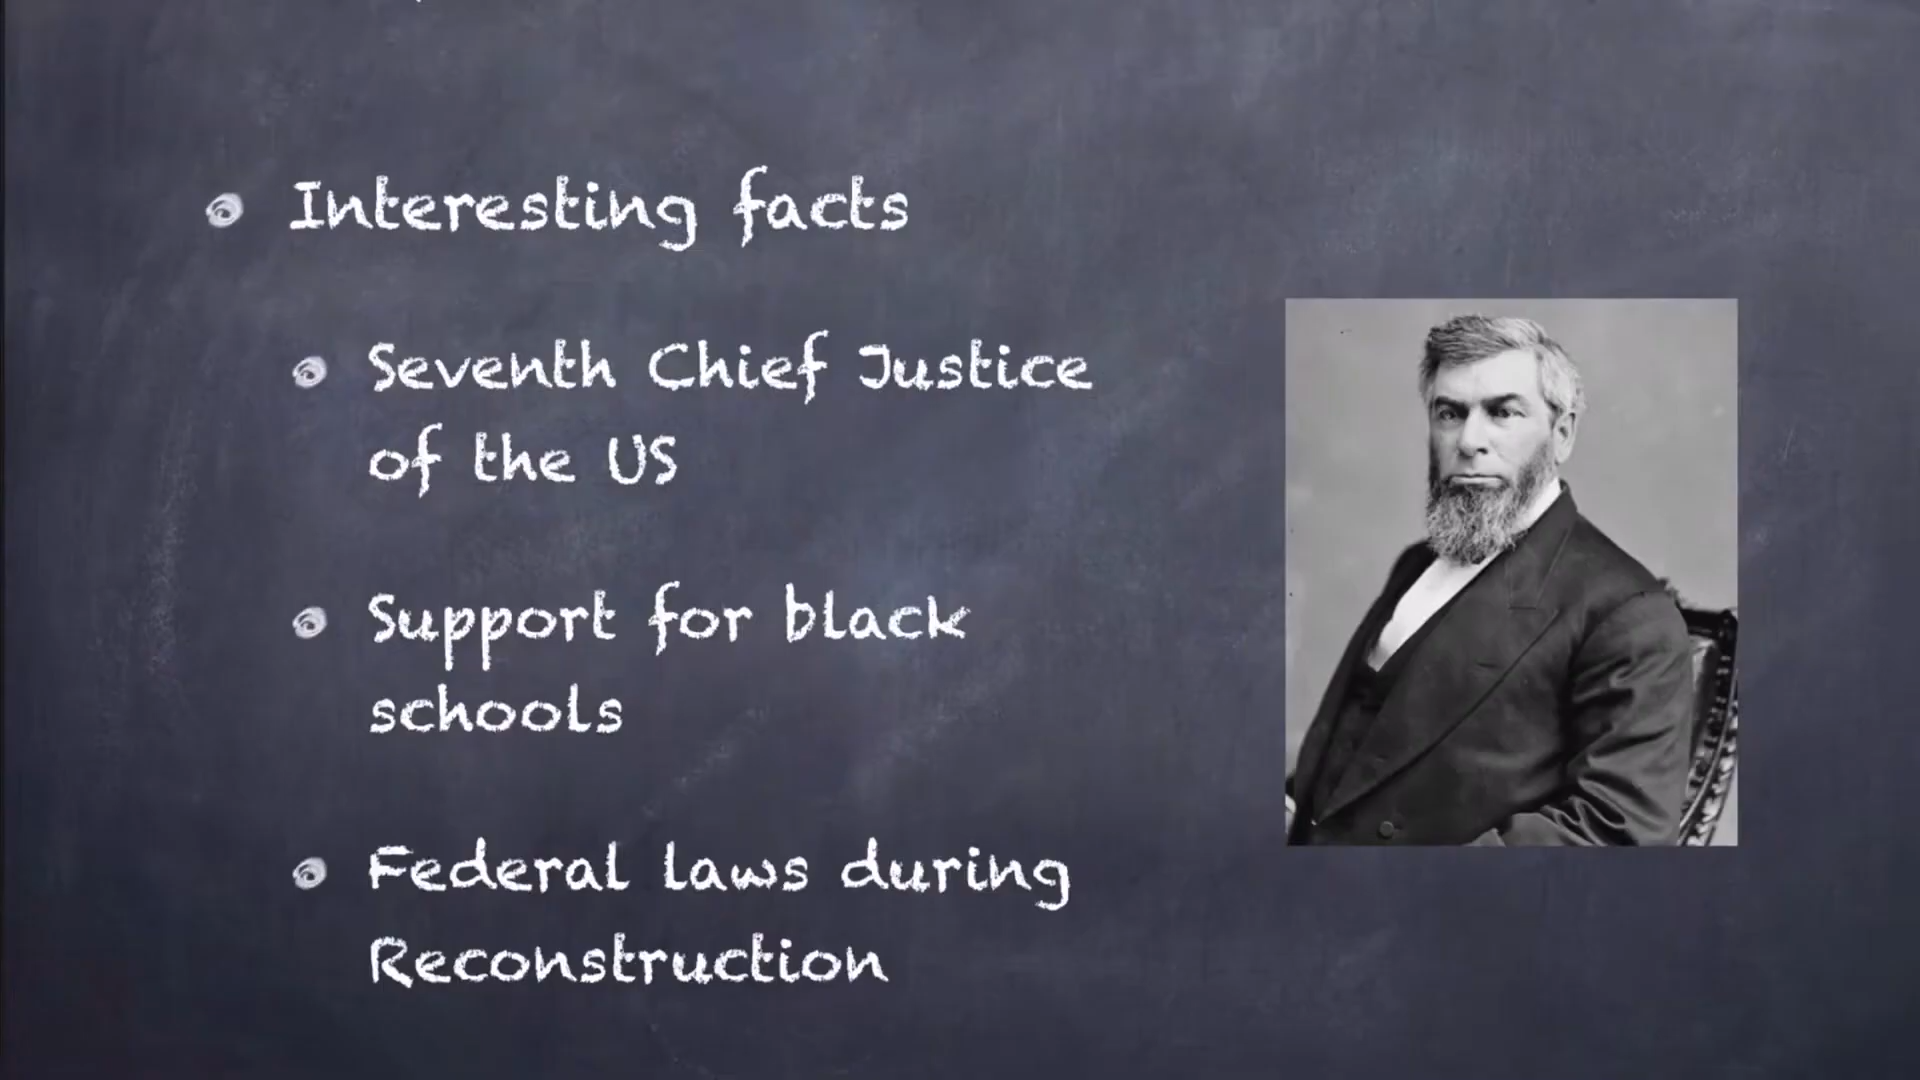 Interesting facts
Seventh Chief Justice
of the US
Support for black
schools
Federal laws during
Reconstruction